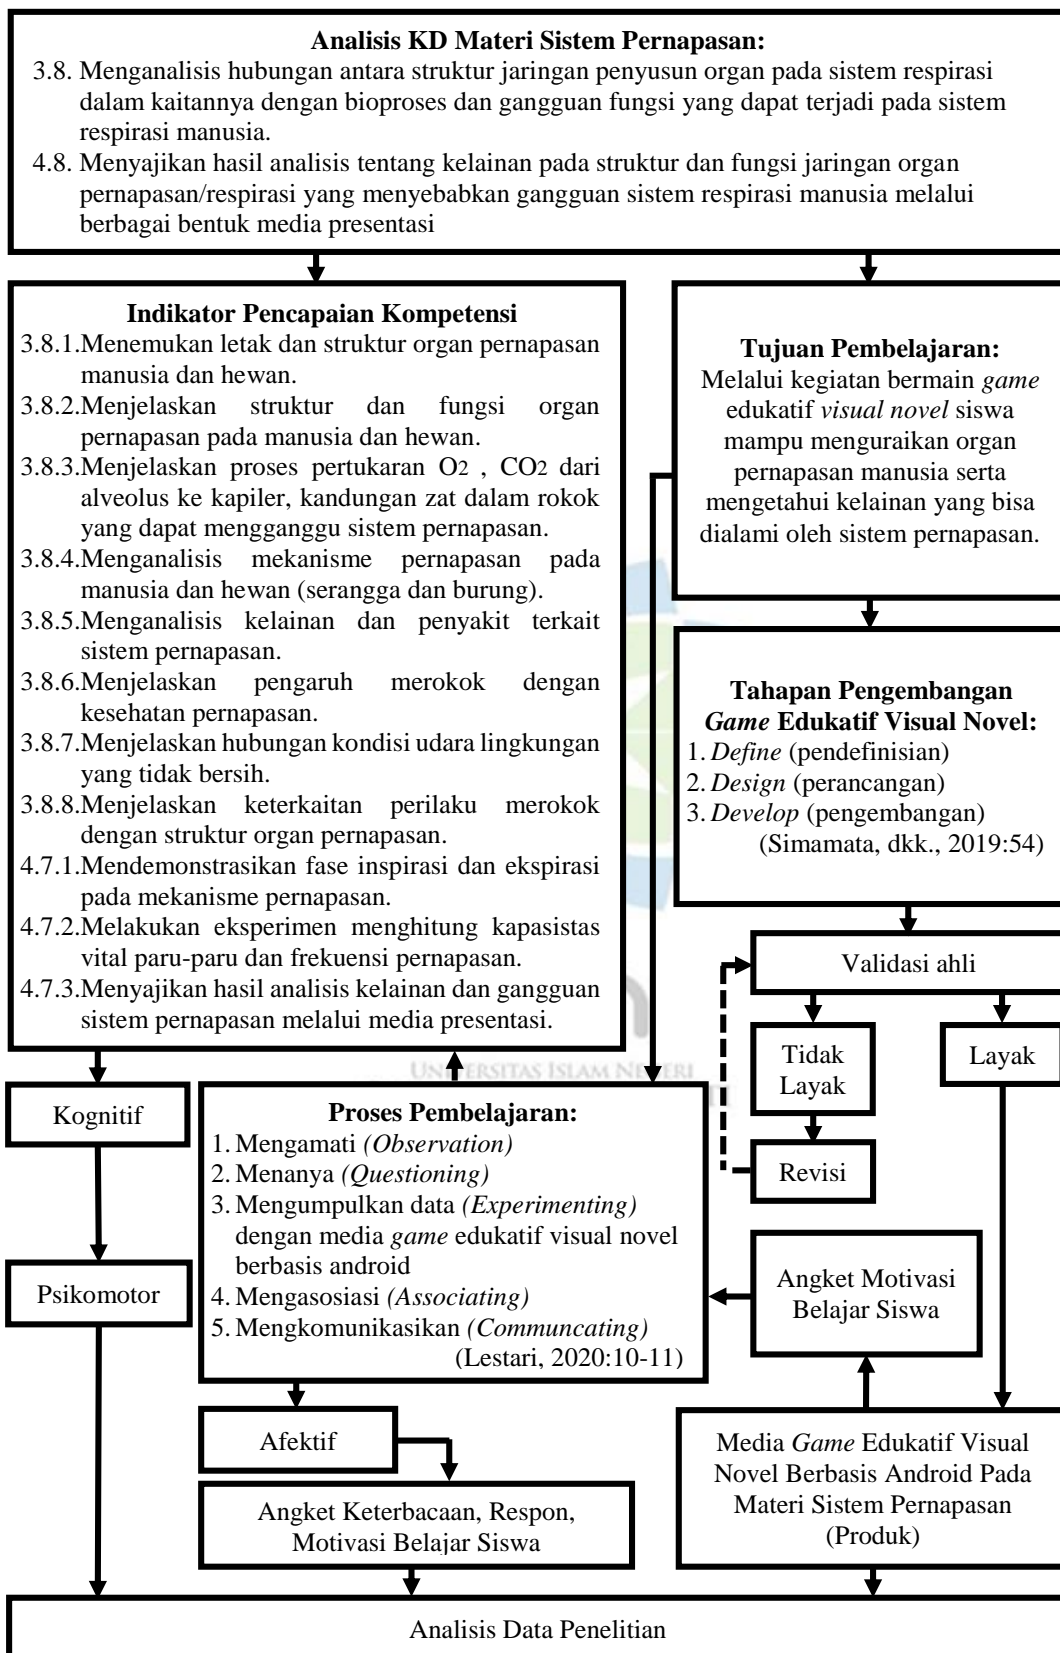 Analisis KD Materi Sistem Pernapasan:
3.8. Menganalisis hubungan antara struktur jaringan penyusun organ pada sistem respirasi
dalam kaitannya dengan bioproses dan gangguan fungsi yang dapat terjadi pada sistem
respirasi manusia.
4.8. Menyajikan hasil analisis tentang kelainan pada struktur dan fungsi jaringan organ
pernapasan/respirasi yang menyebabkan gangguan sistem respirasi manusia melalui
berbagai bentuk media presentasi
Indikator Pencapaian Kompetensi
3.8.1.Menemukan letak dan struktur organ pernapasan
manusia dan hewan.
3.8.2.Menjelaskan struktur dan fungsi organ
pernapasan pada manusia dan hewan.
3.8.3.Menjelaskan proses pertukaran O2 , CO2 dari
alveolus ke kapiler, kandungan zat dalam rokok
yang dapat mengganggu sistem pernapasan.
3.8.4.Menganalisis mekanisme pernapasan pada
manusia dan hewan (serangga dan burung).
3.8.5.Menganalisis kelainan dan penyakit terkait
sistem pernapasan.
3.8.6.Menjelaskan pengaruh merokok dengan
kesehatan pernapasan.
3.8.7.Menjelaskan hubungan kondisi udara lingkungan
yang tidak bersih.
3.8.8.Menjelaskan keterkaitan perilaku merokok
dengan struktur organ pernapasan.
4.7.1.Mendemonstrasikan fase inspirasi dan ekspirasi
pada mekanisme pernapasan.
4.7.2.Melakukan eksperimen menghitung kapasistas
vital paru-paru dan frekuensi pernapasan.
4.7.3.Menyajikan hasil analisis kelainan dan gangguan
sistem pernapasan melalui media presentasi.
Tujuan Pembelajaran:
Melalui kegiatan bermain game
edukatif visual novel siswa
mampu menguraikan organ
pernapasan manusia serta
mengetahui kelainan yang bisa
dialami oleh sistem pernapasan.
Tahapan Pengembangan
Game Edukatif Visual Novel:
1. Define (pendefinisian)
2. Design (perancangan)
3. Develop (pengembangan)
(Simamata, dkk., 2019:54)
Validasi ahli
Tidak
Layak
Layak
Revisi
UNIVERSITAS ISLAM NEGERI
Kognitif
Psikomotor
Proses Pembelajaran:
1. Mengamati (Observation)
2. Menanya (Questioning)
3. Mengumpulkan data (Experimenting)
dengan media game edukatif visual novel
berbasis android
4. Mengasosiasi (Associating)
5. Mengkomunikasikan (Communcating)
(Lestari, 2020:10-11)
Angket Motivasi
Belajar Siswa
Afektif
Angket Keterbacaan, Respon,
Motivasi Belajar Siswa
Media Game Edukatif Visual
Novel Berbasis Android Pada
Materi Sistem Pernapasan
(Produk)
Analisis Data Penelitian